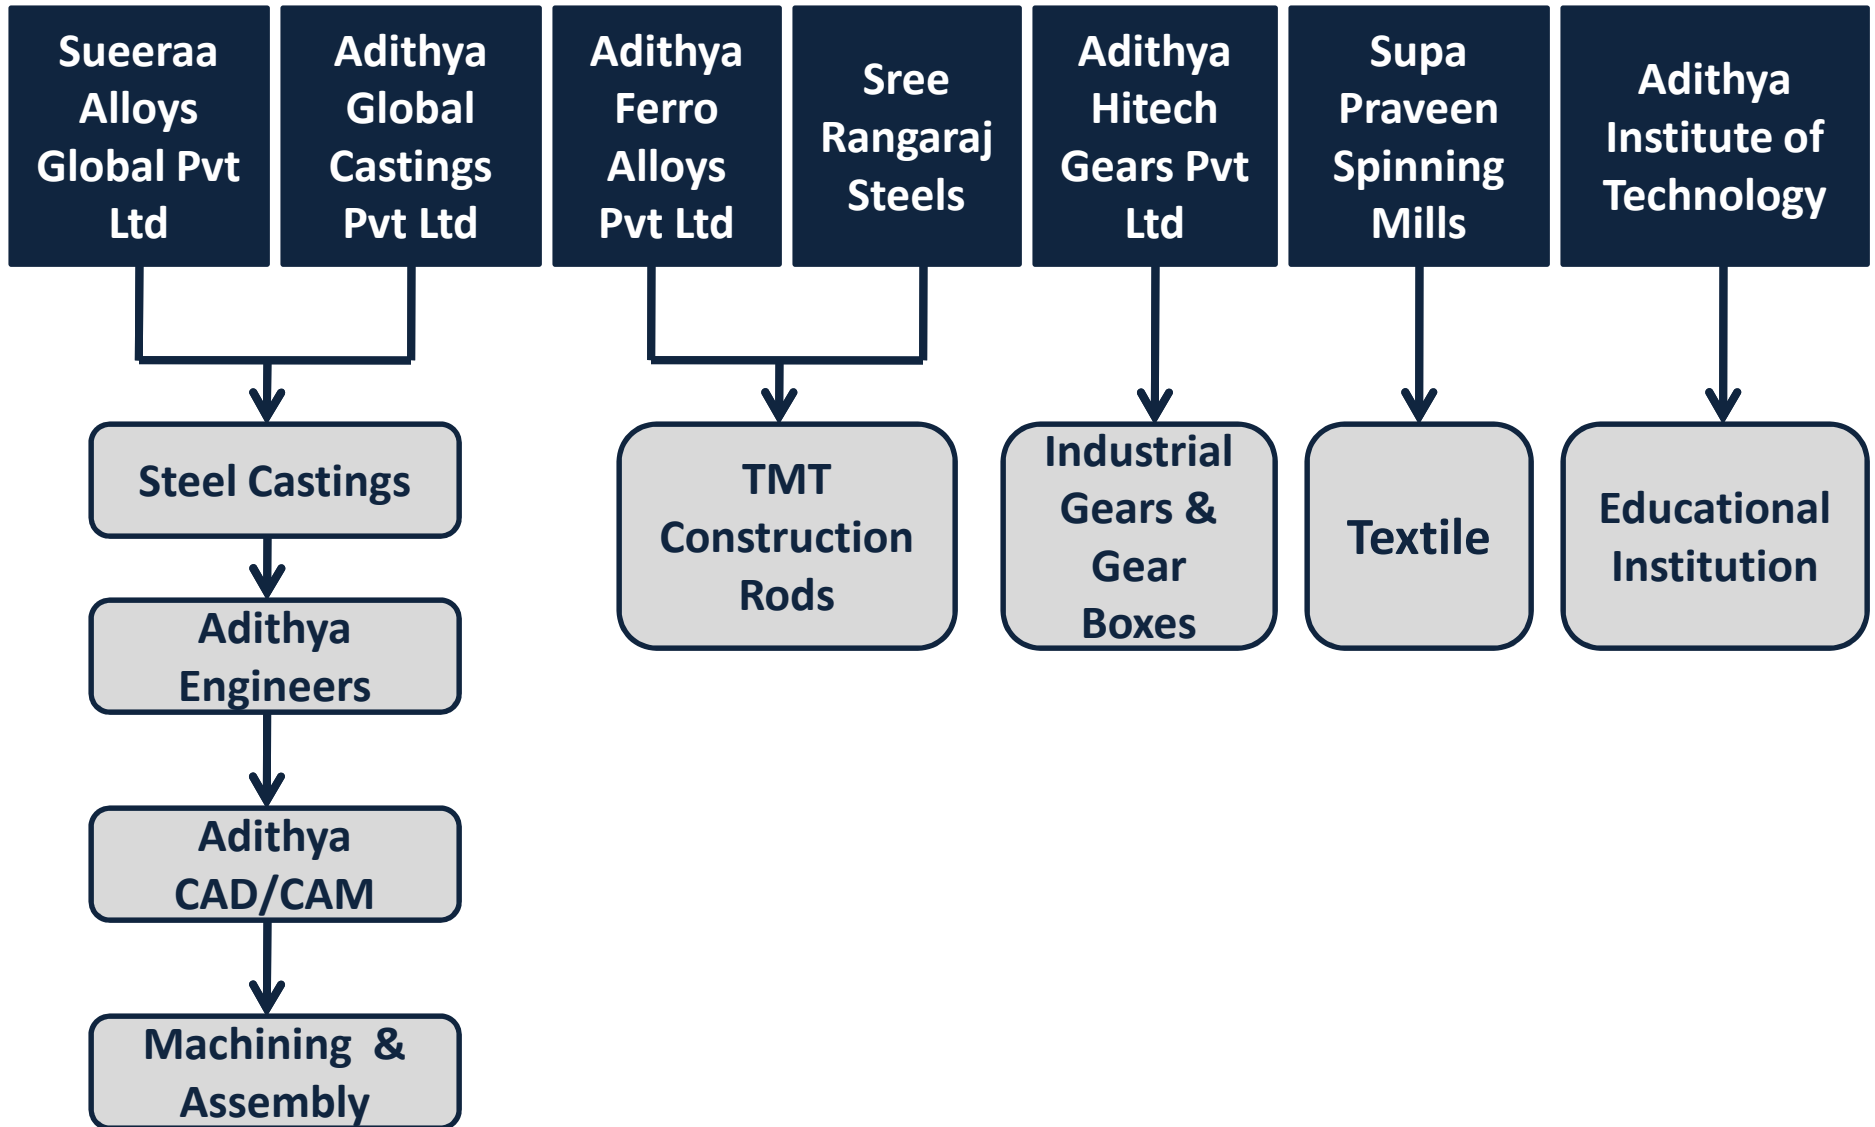 Sueeraa
Alloys
Global Pvt
Ltd
Adithya
Global
Castings
Pvt Ltd
Adithya
Ferro
Alloys
Pvt Ltd
Sree
Rangaraj
Steels
Adithya
Hitech
Gears Pvt
Ltd
Supa
Praveen
Spinning
Mills
Adithya
Institute of
Technology
Steel Castings
Adithya
Engineers
Adithya
CAD/CAM
Machining & 
Assembly
TMT
Construction
Rods
Industrial
Gears &
Gear
Boxes
Textile
Educational
Institution